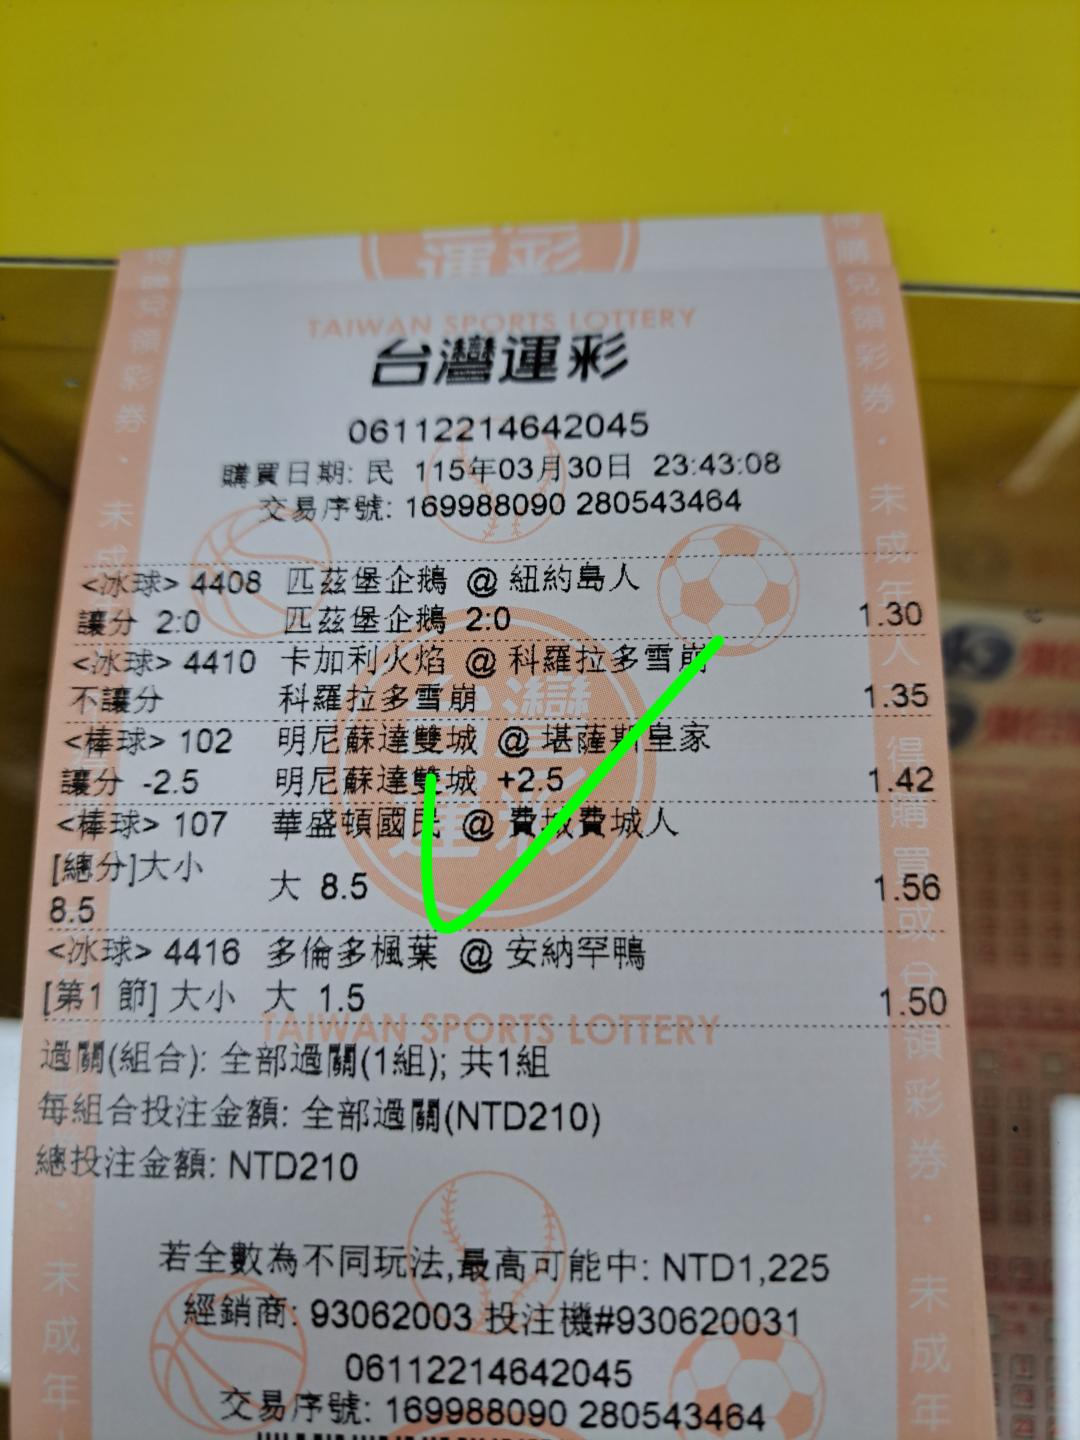 運彩
TAIWAN SPORTS LOTTERY
台灣運彩
06112214642045
購買日期: 民 115年03月30日 23:43:08
交易序號: 169988090 280543464
<冰球> 4408 匹茲堡企鵝 @ 紐約島人
讓分 2:0 匹茲堡企鵝 2:0 1.30
<冰球> 4410 卡加利火焰 @ 科羅拉多雪崩
不讓分 科羅拉多雪崩 1.35
<棒球> 102 明尼蘇達雙城 @ 堪薩斯皇家
讓分 -2.5 明尼蘇達雙城 +2.5 1.42
<棒球> 107 華盛頓國民 @ 費城費城人
[總分]大小
8.5 大 8.5 1.56
<冰球> 4416 多倫多楓葉 @ 安納罕鴨
[第1 節] 大小 大 1.5 1.50
TAIWAN SPORTS LOTTERY
過關(組合): 全部過關(1組); 共1組
每組合投注金額: 全部過關(NTD210)
總投注金額: NTD210
若全數為不同玩法,最高可能中: NTD1,225
經銷商: 93062003 投注機#930620031
06112214642045
交易序號: 169988090 280543464